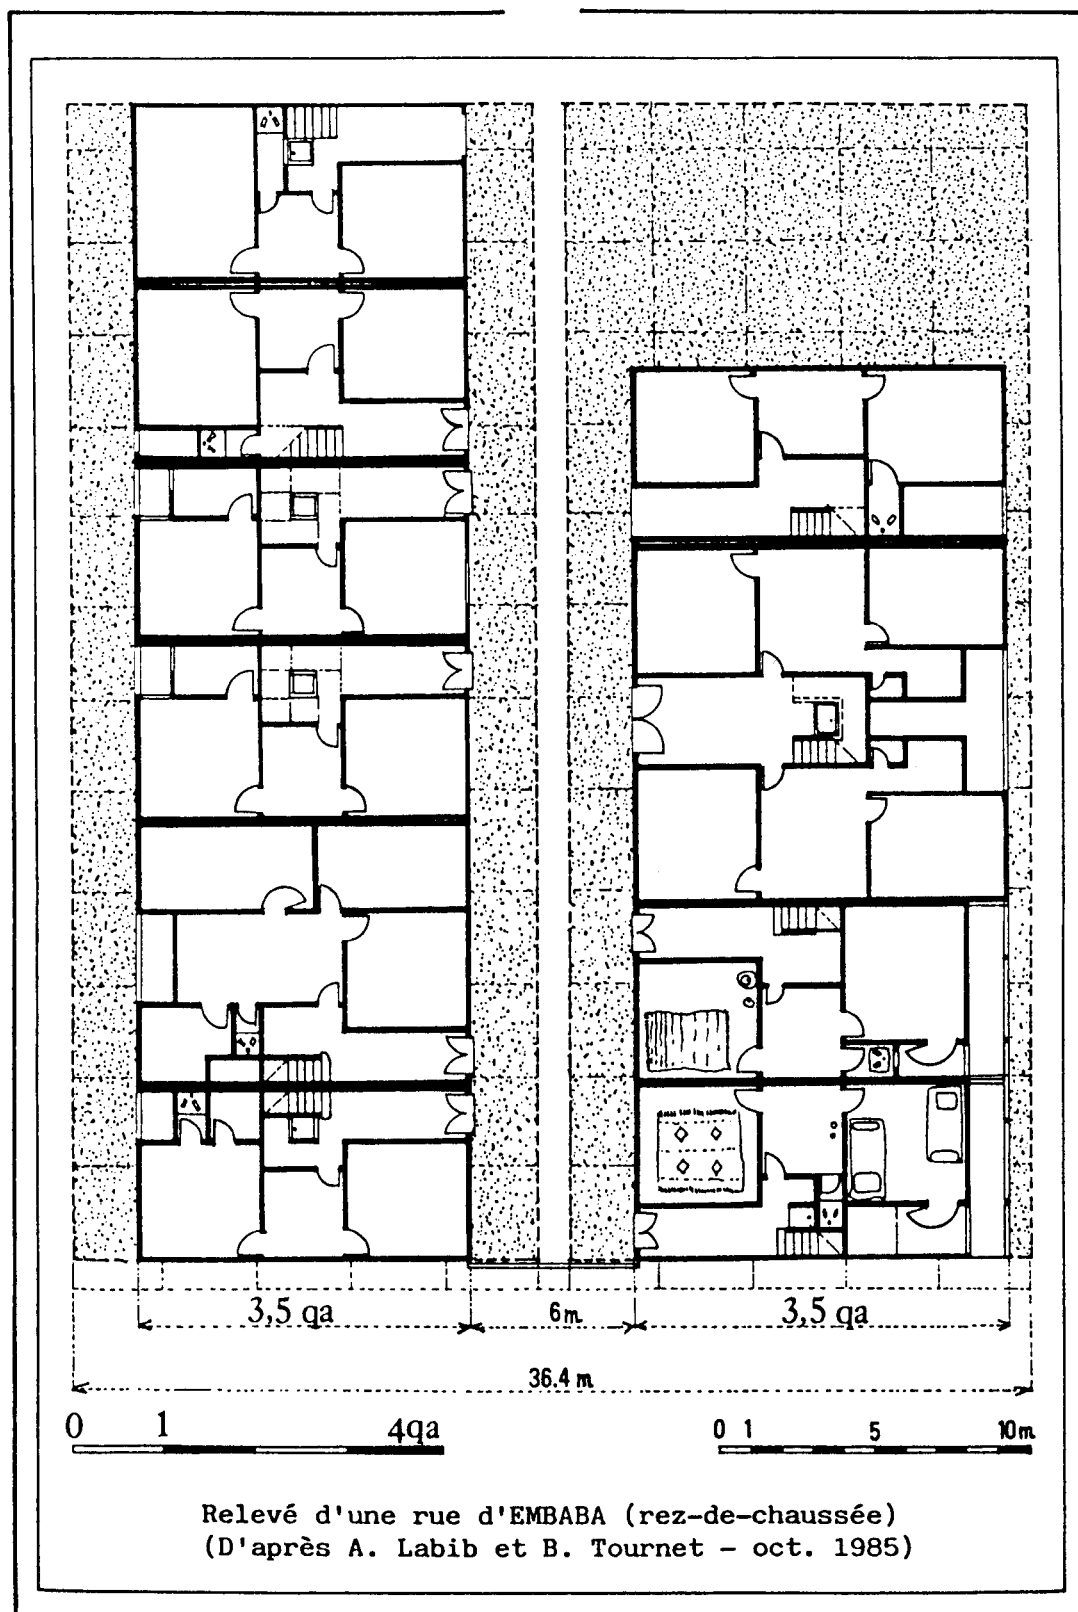 3,5 qa 6m 3,5 qa
36.4 m
0 1 4qa 0 1 5 10m
Relevé d'une rue d'EMBABA (rez-de-chaussée)
(D'après A. Labib et B. Tournet - oct. 1985)